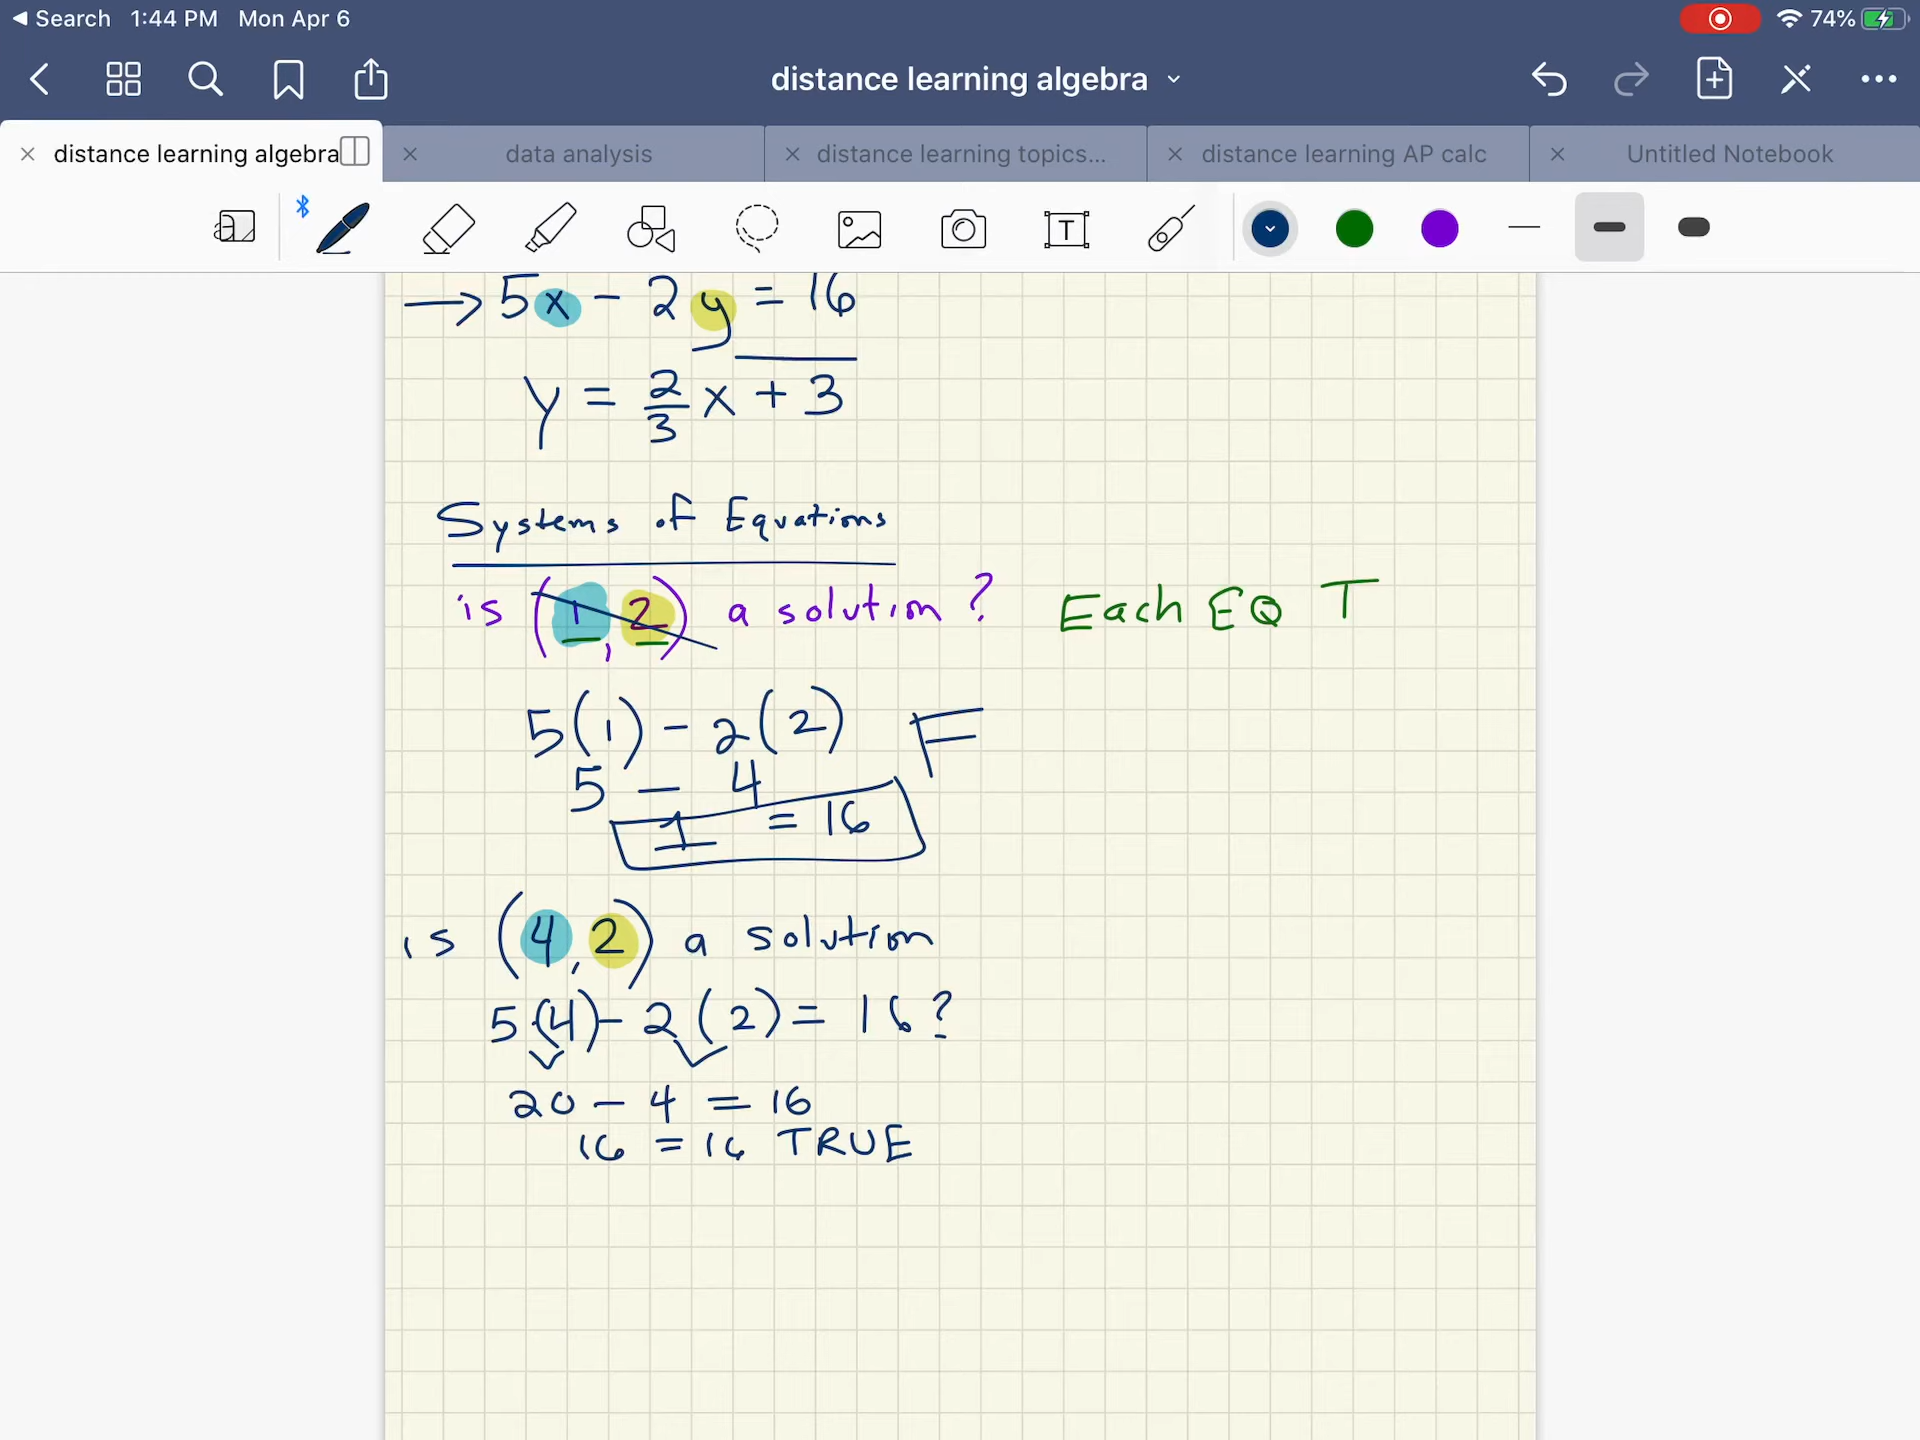 Search 1:44 PM Mon Apr 6 74%
distance learning algebra
distance learning algebra data analysis distance learning topics... distance learning AP calc Untitled Notebook
→ 5x - 2y = 16
y = 2/3 x + 3
Systems of Equations
is (1, 2) a solution? Each EQ T
5(1) - 2(2) F
5 - 4
1 = 16
is (4, 2) a solution
5(4) - 2(2) = 16?
20 - 4 = 16
16 = 16 TRUE